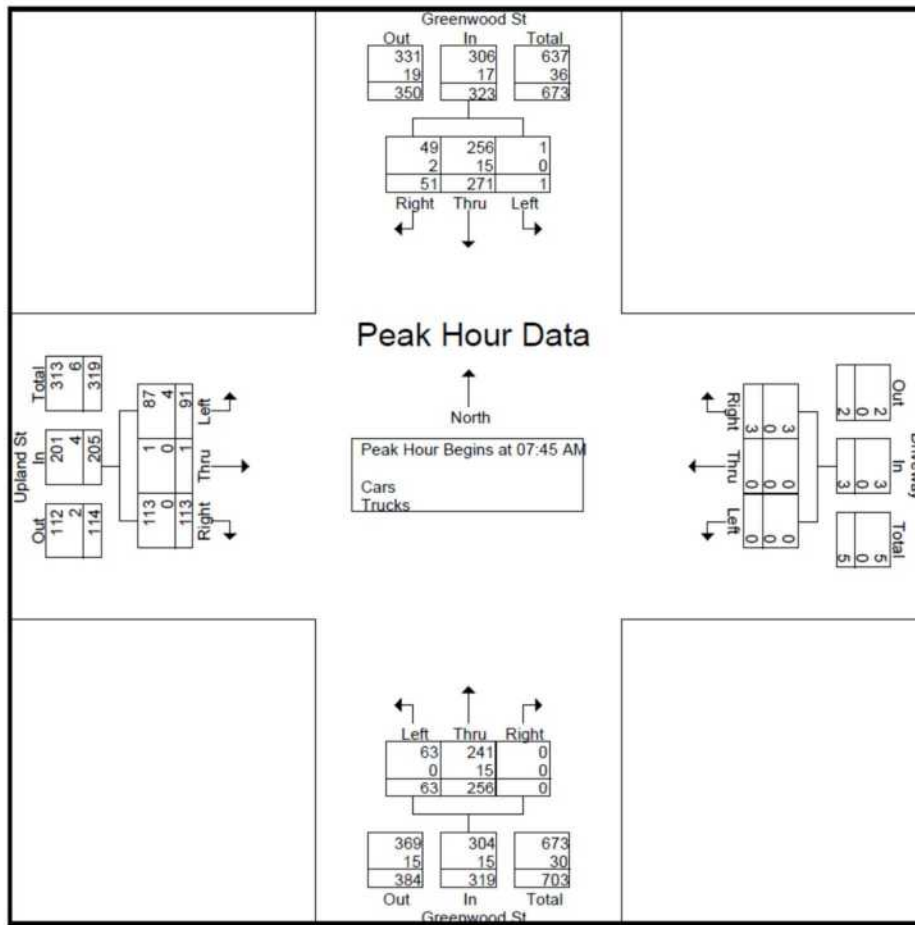 Greenwood St
Out In Total
331 306 637
19 17 36
350 323 673
49 256 1
2 15 0
51 271 1
Right Thru Left
Peak Hour Data
North
Peak Hour Begins at 07:45 AM
Cars
Trucks
Upland St
Out In Total
112 201 313
2 4 6
114 205 319
Right Thru Left
113 1 87
0 0 4
113 1 91
Driveway
Out In Total
2 3 5
0 0 0
2 3 5
Right Thru Left
3 0 0
0 0 0
3 0 0
Left Thru Right
63 241 0
0 15 0
63 256 0
369 304 673
15 15 30
384 319 703
Out In Total
Greenwood St